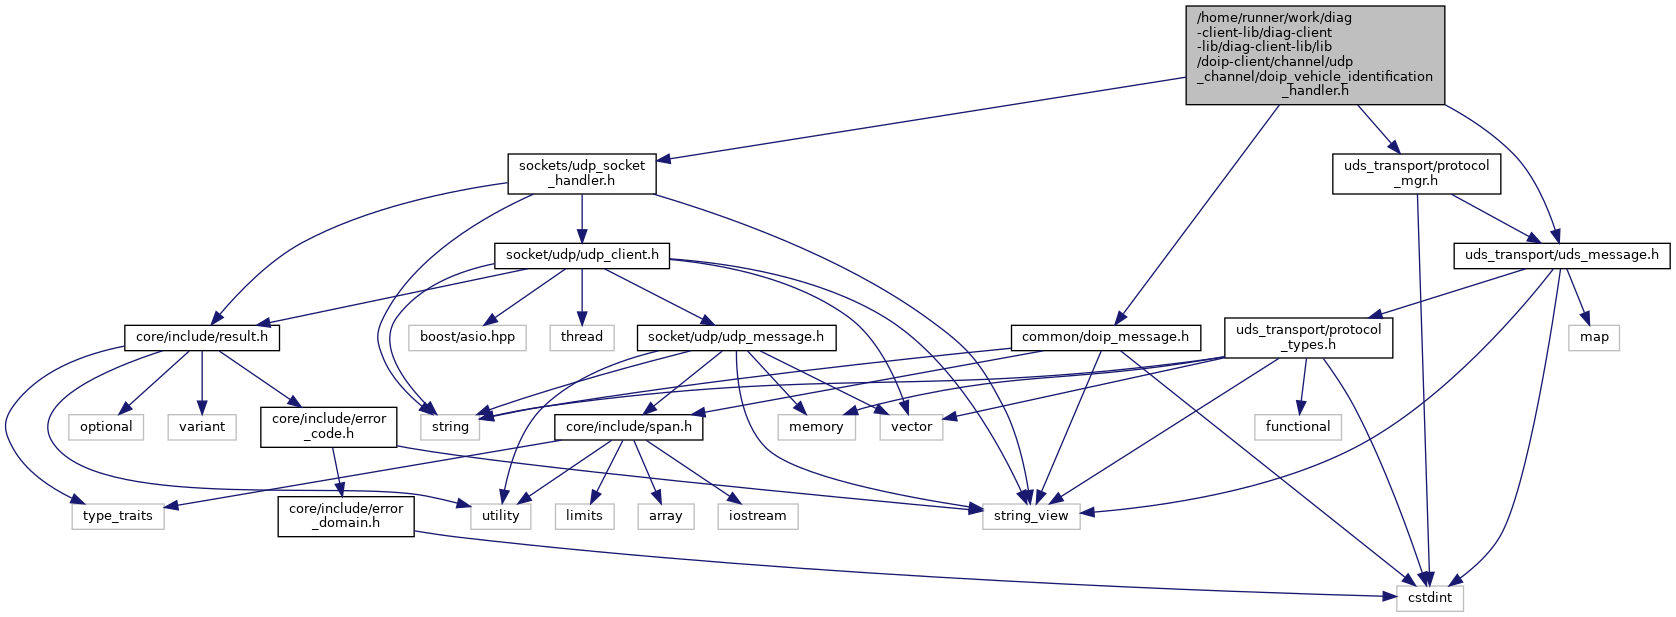 /home/runner/work/diag
-client-lib/diag-client
-lib/diag-client-lib/lib
/doip-client/channel/udp
_channel/doip_vehicle_identification
_handler.h
sockets/udp_socket
_handler.h
uds_transport/protocol
_mgr.h
socket/udp/udp_client.h
uds_transport/uds_message.h
core/include/result.h
boost/asio.hpp
thread
socket/udp/udp_message.h
common/doip_message.h
uds_transport/protocol
_types.h
map
optional
variant
core/include/error
_code.h
string
core/include/span.h
memory
vector
functional
type_traits
core/include/error
_domain.h
utility
limits
array
iostream
string_view
cstdint